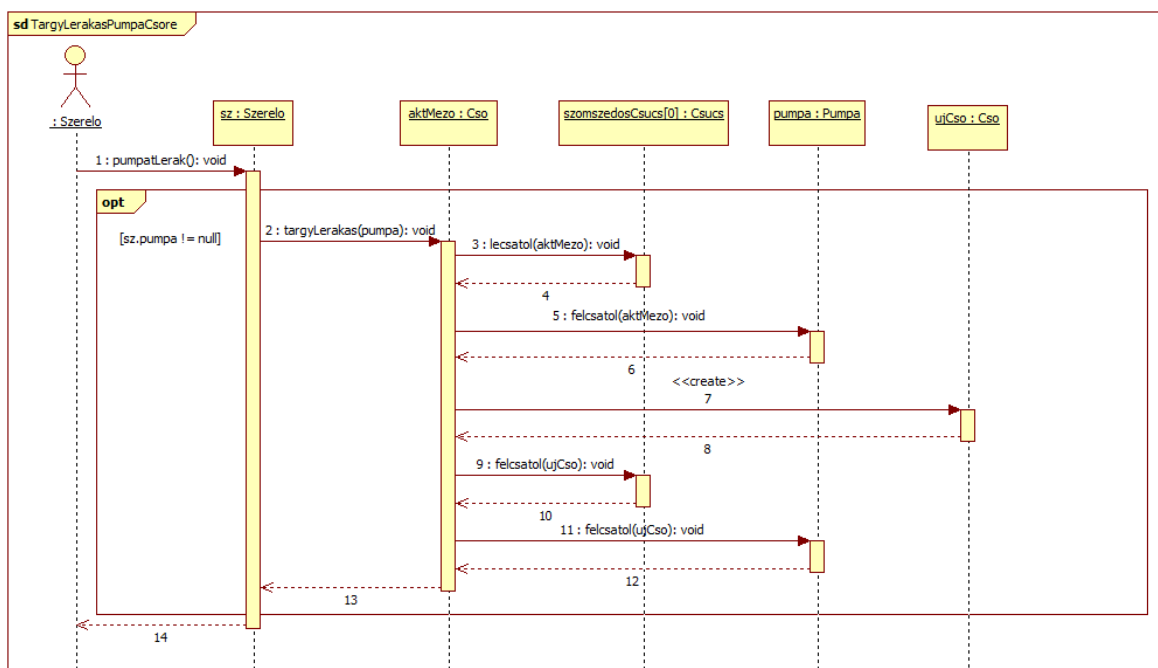 sd TargyLerakasPumpaCsore
: Szerelo
sz : Szerelo
aktMezo : Cso
szomszedosCsucs[0] : Csucs
pumpa : Pumpa
ujCso : Cso
1 : pumpatLerak(): void
opt
[sz.pumpa != null]
2 : targyLerakas(pumpa): void
3 : lecsatol(aktMezo): void
4
5 : felcsatol(aktMezo): void
6
<<create>>
7
8
9 : felcsatol(ujCso): void
10
11 : felcsatol(ujCso): void
12
13
14